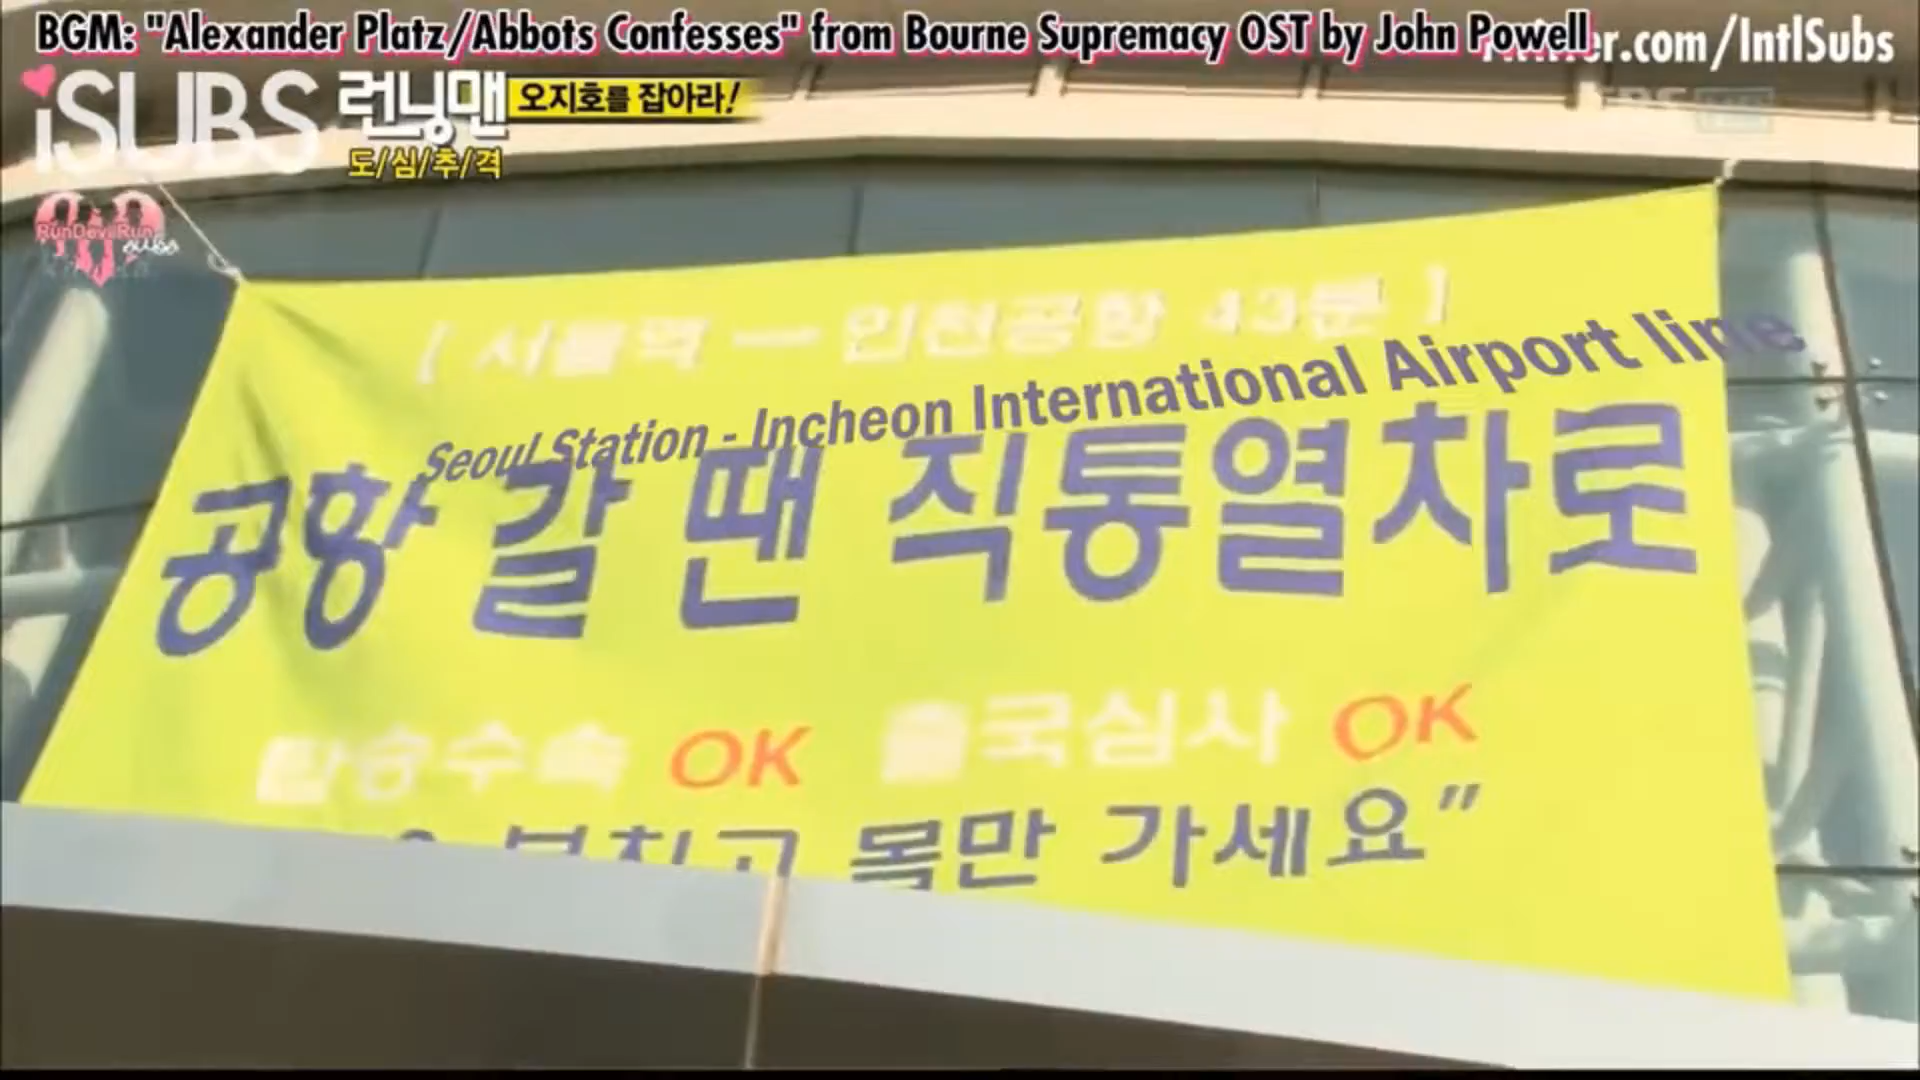 BGM: "Alexander Platz/Abbots Confesses" from Bourne Supremacy OST by John Powell
er.com/IntlSubs
iSUBS
런닝맨 오지호를 잡아라!
도/심/추/격
RunDevilRun
subs
[ 서울역 — 인천공항 43분 ]
Seoul Station - Incheon International Airport line
공항 갈 땐 직통열차로
탑승수속 OK 출국심사 OK
몸만 가세요”